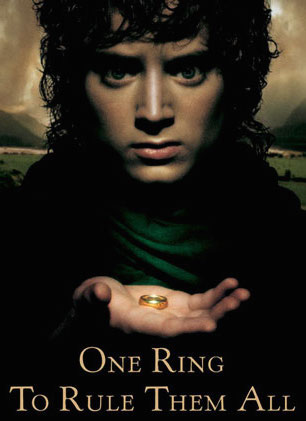 One Ring
To Rule Them All